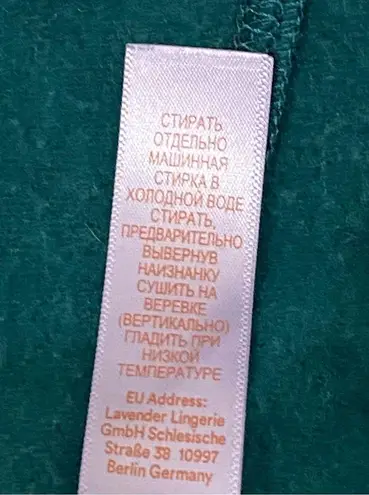 СТИРАТЬ
ОТДЕЛЬНО
МАШИННАЯ
СТИРКА В
ХОЛОДНОЙ ВОДЕ
СТИРАТЬ,
ПРЕДВАРИТЕЛЬНО
ВЫВЕРНУВ
НАИЗНАНКУ
СУШИТЬ НА
ВЕРЕВКЕ
(ВЕРТИКАЛЬНО)
ГЛАДИТЬ ПРИ
НИЗКОЙ
ТЕМПЕРАТУРЕ
EU Address:
Lavender Lingerie
GmbH Schlesische
Straße 38 10997
Berlin Germany